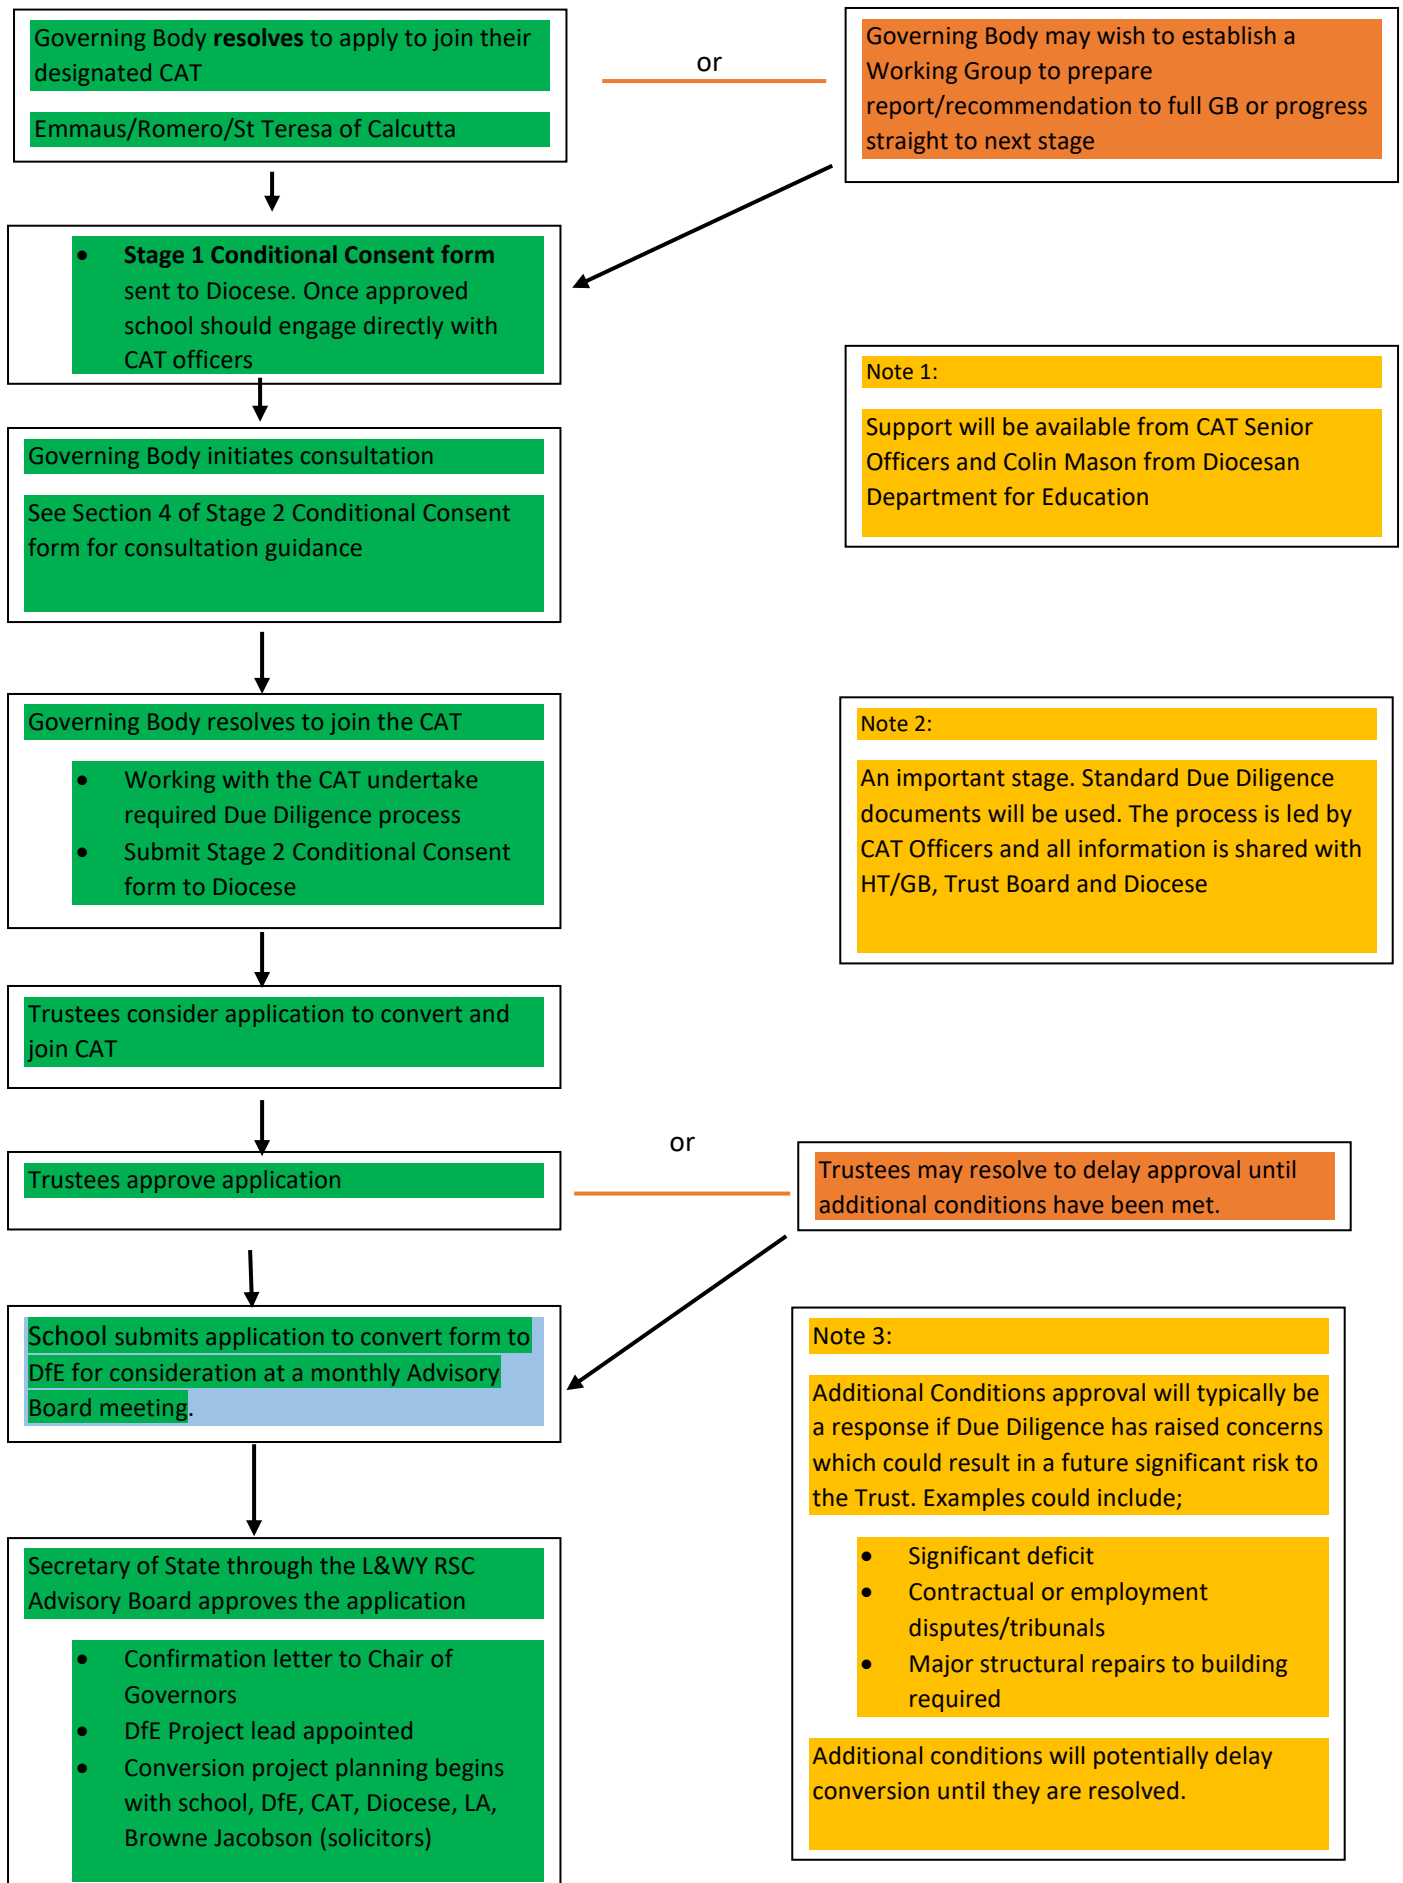 Governing Body resolves to apply to join their
designated CAT
Emmaus/Romero/St Teresa of Calcutta
or
Governing Body may wish to establish a
Working Group to prepare
report/recommendation to full GB or progress
straight to next stage
• Stage 1 Conditional Consent form
sent to Diocese. Once approved
school should engage directly with
CAT officers
Note 1:
Support will be available from CAT Senior
Officers and Colin Mason from Diocesan
Department for Education
Governing Body initiates consultation
See Section 4 of Stage 2 Conditional Consent
form for consultation guidance
Governing Body resolves to join the CAT
• Working with the CAT undertake
required Due Diligence process
• Submit Stage 2 Conditional Consent
form to Diocese
Note 2:
An important stage. Standard Due Diligence
documents will be used. The process is led by
CAT Officers and all information is shared with
HT/GB, Trust Board and Diocese
Trustees consider application to convert and
join CAT
Trustees approve application
or
Trustees may resolve to delay approval until
additional conditions have been met.
School submits application to convert form to
DfE for consideration at a monthly Advisory
Board meeting.
Note 3:
Additional Conditions approval will typically be
a response if Due Diligence has raised concerns
which could result in a future significant risk to
the Trust. Examples could include;
• Significant deficit
• Contractual or employment
disputes/tribunals
• Major structural repairs to building
required
Additional conditions will potentially delay
conversion until they are resolved.
Secretary of State through the L&WY RSC
Advisory Board approves the application
• Confirmation letter to Chair of
Governors
• DfE Project lead appointed
• Conversion project planning begins
with school, DfE, CAT, Diocese, LA,
Browne Jacobson (solicitors)